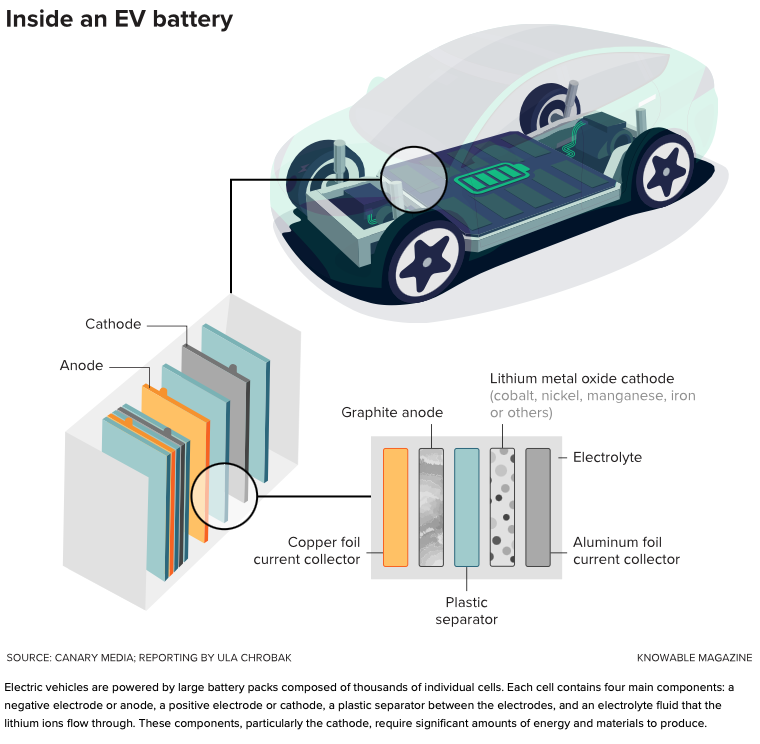 Inside an EV battery
Cathode
Anode
Lithium metal oxide cathode
(cobalt, nickel, manganese, iron
or others)
Graphite anode
Electrolyte
Copper foil
current collector
Aluminum foil
current collector
Plastic
separator
SOURCE: CANARY MEDIA; REPORTING BY ULA CHROBAK
KNOWABLE MAGAZINE
Electric vehicles are powered by large battery packs composed of thousands of individual cells. Each cell contains four main components: a
negative electrode or anode, a positive electrode or cathode, a plastic separator between the electrodes, and an electrolyte fluid that the
lithium ions flow through. These components, particularly the cathode, require significant amounts of energy and materials to produce.